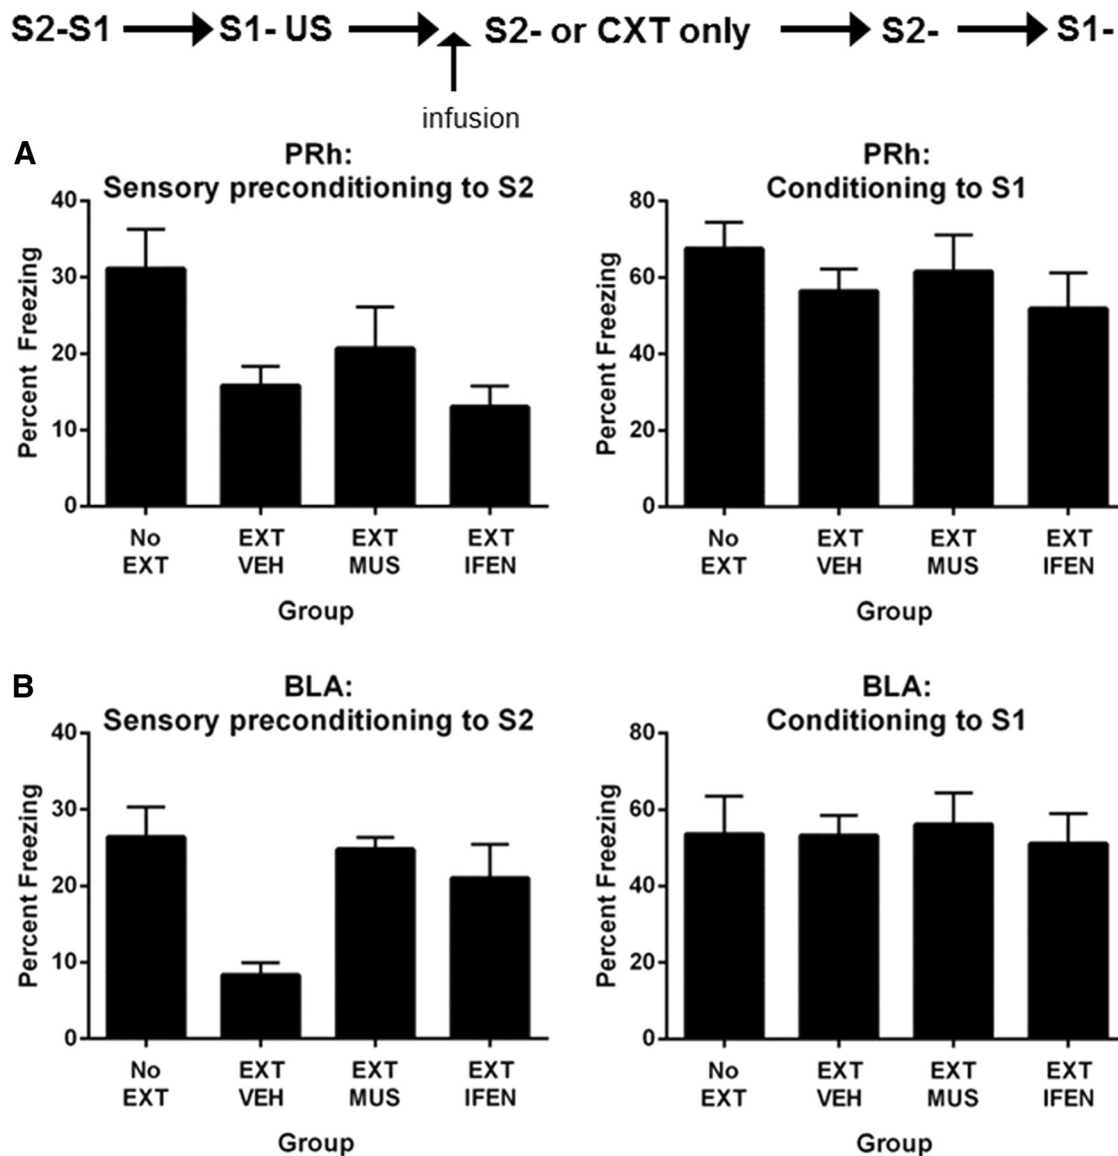 S2-S1 S1- US S2- or CXT only S2- S1-
infusion
A
PRh:
Sensory preconditioning to S2
40
30
20
10
0
Percent Freezing
No EXT EXT EXT
EXT VEH MUS IFEN
Group
PRh:
Conditioning to S1
80
60
40
20
0
Percent Freezing
No EXT EXT EXT
EXT VEH MUS IFEN
Group
B
BLA:
Sensory preconditioning to S2
40
30
20
10
0
Percent Freezing
No EXT EXT EXT
EXT VEH MUS IFEN
Group
BLA:
Conditioning to S1
80
60
40
20
0
Percent Freezing
No EXT EXT EXT
EXT VEH MUS IFEN
Group